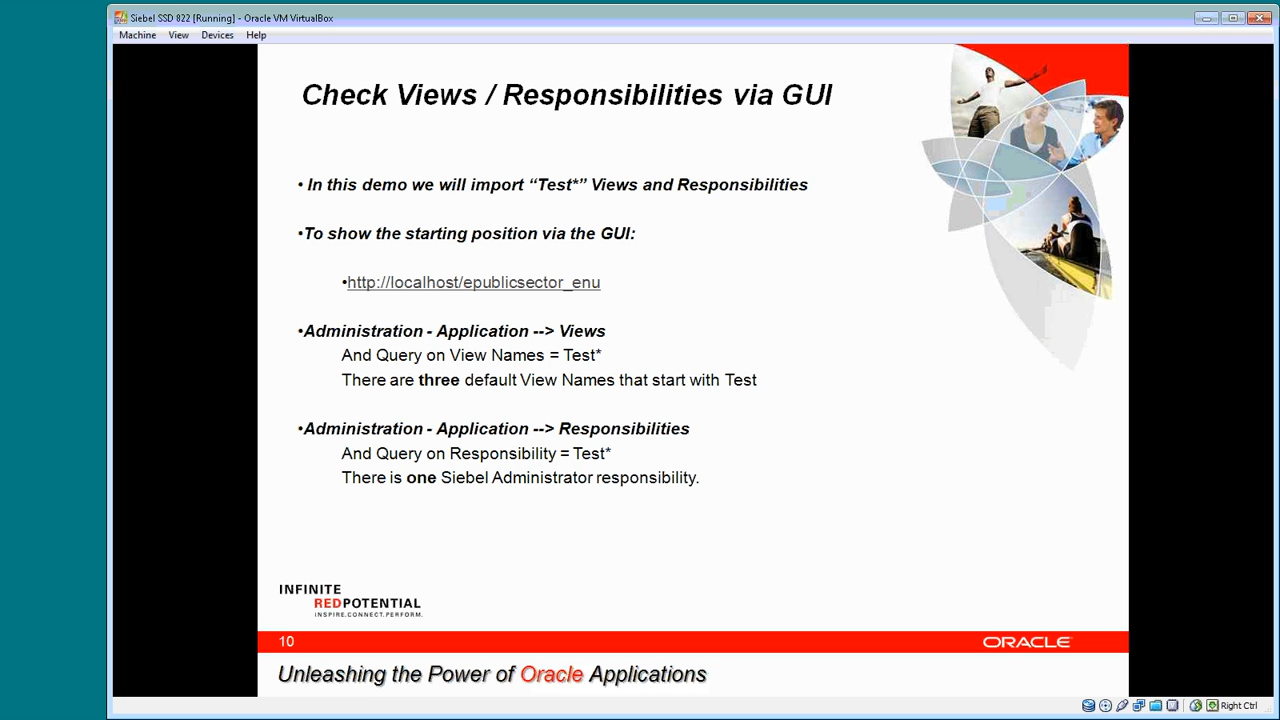 Siebel SSD 822 [Running] - Oracle VM VirtualBox
Machine View Devices Help
Check Views / Responsibilities via GUI
• In this demo we will import “Test*” Views and Responsibilities
•To show the starting position via the GUI:
•http://localhost/epublicsector_enu
•Administration - Application --> Views
And Query on View Names = Test*
There are three default View Names that start with Test
•Administration - Application --> Responsibilities
And Query on Responsibility = Test*
There is one Siebel Administrator responsibility.
INFINITE
REDPOTENTIAL
INSPIRE.CONNECT.PERFORM.
10
ORACLE
Unleashing the Power of Oracle Applications
Right Ctrl